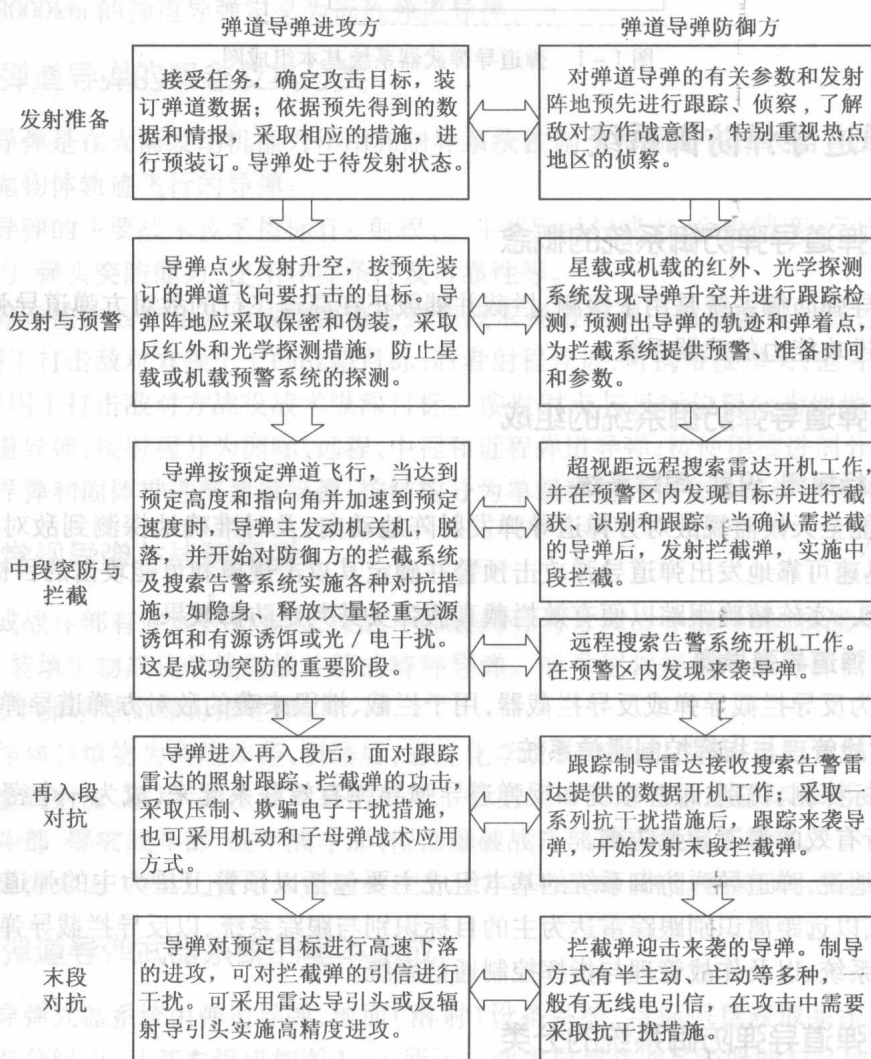 弹道导弹进攻方
弹道导弹防御方
发射准备
接受任务，确定攻击目标，装
订弹道数据；依据预先得到的数
据和情报，采取相应的措施，进
行预装订。导弹处于待发射状态。
对弹道导弹的有关参数和发射
阵地预先进行跟踪、侦察，了解
敌对方作战意图，特别重视热点
地区的侦察。
发射与预警
导弹点火发射升空，按预先装
订的弹道飞向要打击的目标；导
弹阵地应采取保密和伪装，采取
反红外和光学探测措施，防止星
载或机载预警系统的探测。
星载或机载的红外、光学探测
系统发现导弹升空并进行跟踪检
测，预测出导弹的轨迹和弹着点，
为拦截系统提供预警、准备时间
和参数。
中段突防与
拦截
导弹按预定弹道飞行，当达到
预定高度和指向角并加速到预定
速度时，导弹主发动机关机，脱
落，并开始对防御方的拦截系统
及搜索告警系统实施各种对抗措
施，如隐身、释放大量轻重无源
诱饵和有源诱饵或光／电干扰。
这是成功突防的重要阶段。
超视距远程搜索雷达开机工作，
并在预警区内发现目标并进行截
获、识别和跟踪，当确认需拦截
的导弹后，发射拦截弹，实施中
段拦截。
远程搜索告警系统开机工作。
在预警区内发现来袭导弹。
再入段
对抗
导弹进入再入段后，面对跟踪
雷达的照射跟踪、拦截弹的攻击，
采取压制、欺骗电子干扰措施，
也可采用机动和子母弹战术应用
方式。
跟踪制导雷达接收搜索告警雷
达提供的数据开机工作；采取一
系列抗干扰措施后，跟踪来袭导
弹，开始发射末段拦截弹。
末段
对抗
导弹对预定目标进行高速下落
的进攻，可对拦截弹的引信进行
干扰。可采用雷达导引头或反辐
射导引头实施高精度进攻。
拦截弹迎击来袭的导弹。制导
方式有半主动、主动等多种，一
般有无线电引信，在攻击中需要
采取抗干扰措施。